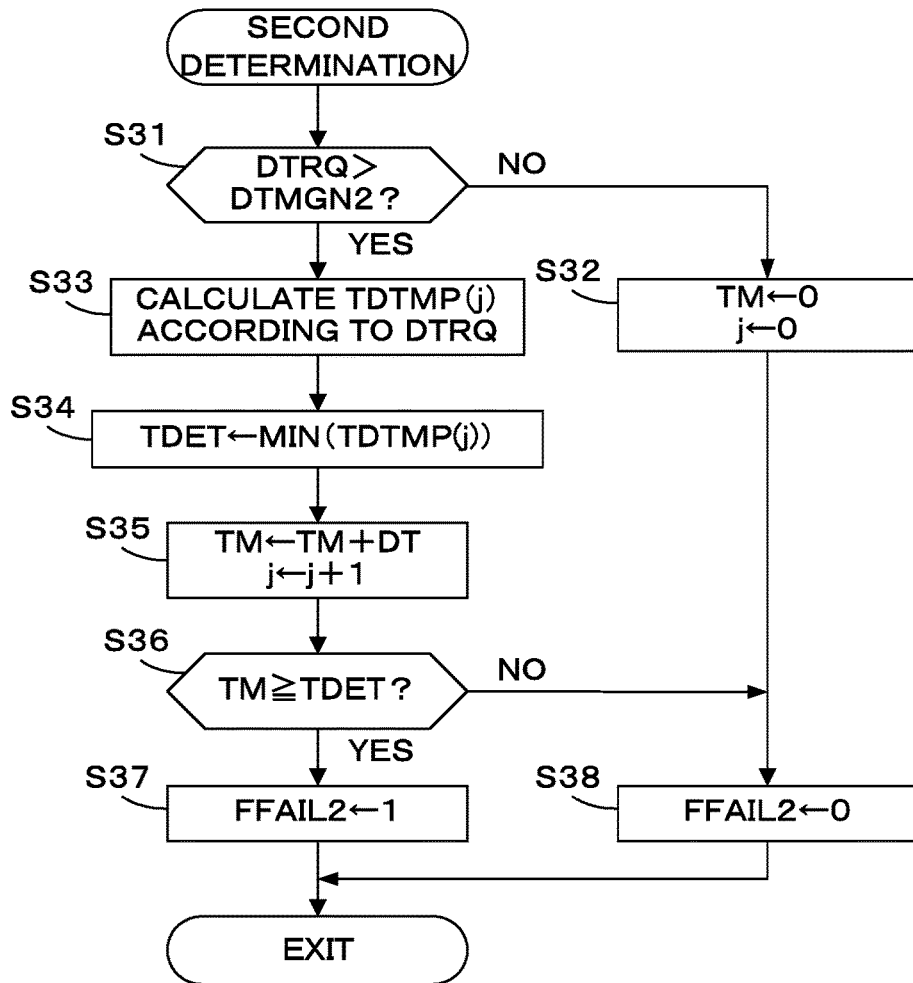 SECOND
DETERMINATION
S31
DTRQ>
DTMGN2?
NO
YES
S33
CALCULATE TDTMP(j)
ACCORDING TO DTRQ
S32
TM←0
j←0
S34
TDET←MIN(TDTMP(j))
S35
TM←TM+DT
j←j+1
S36
TM≧TDET?
NO
YES
S37
FFAIL2←1
S38
FFAIL2←0
EXIT